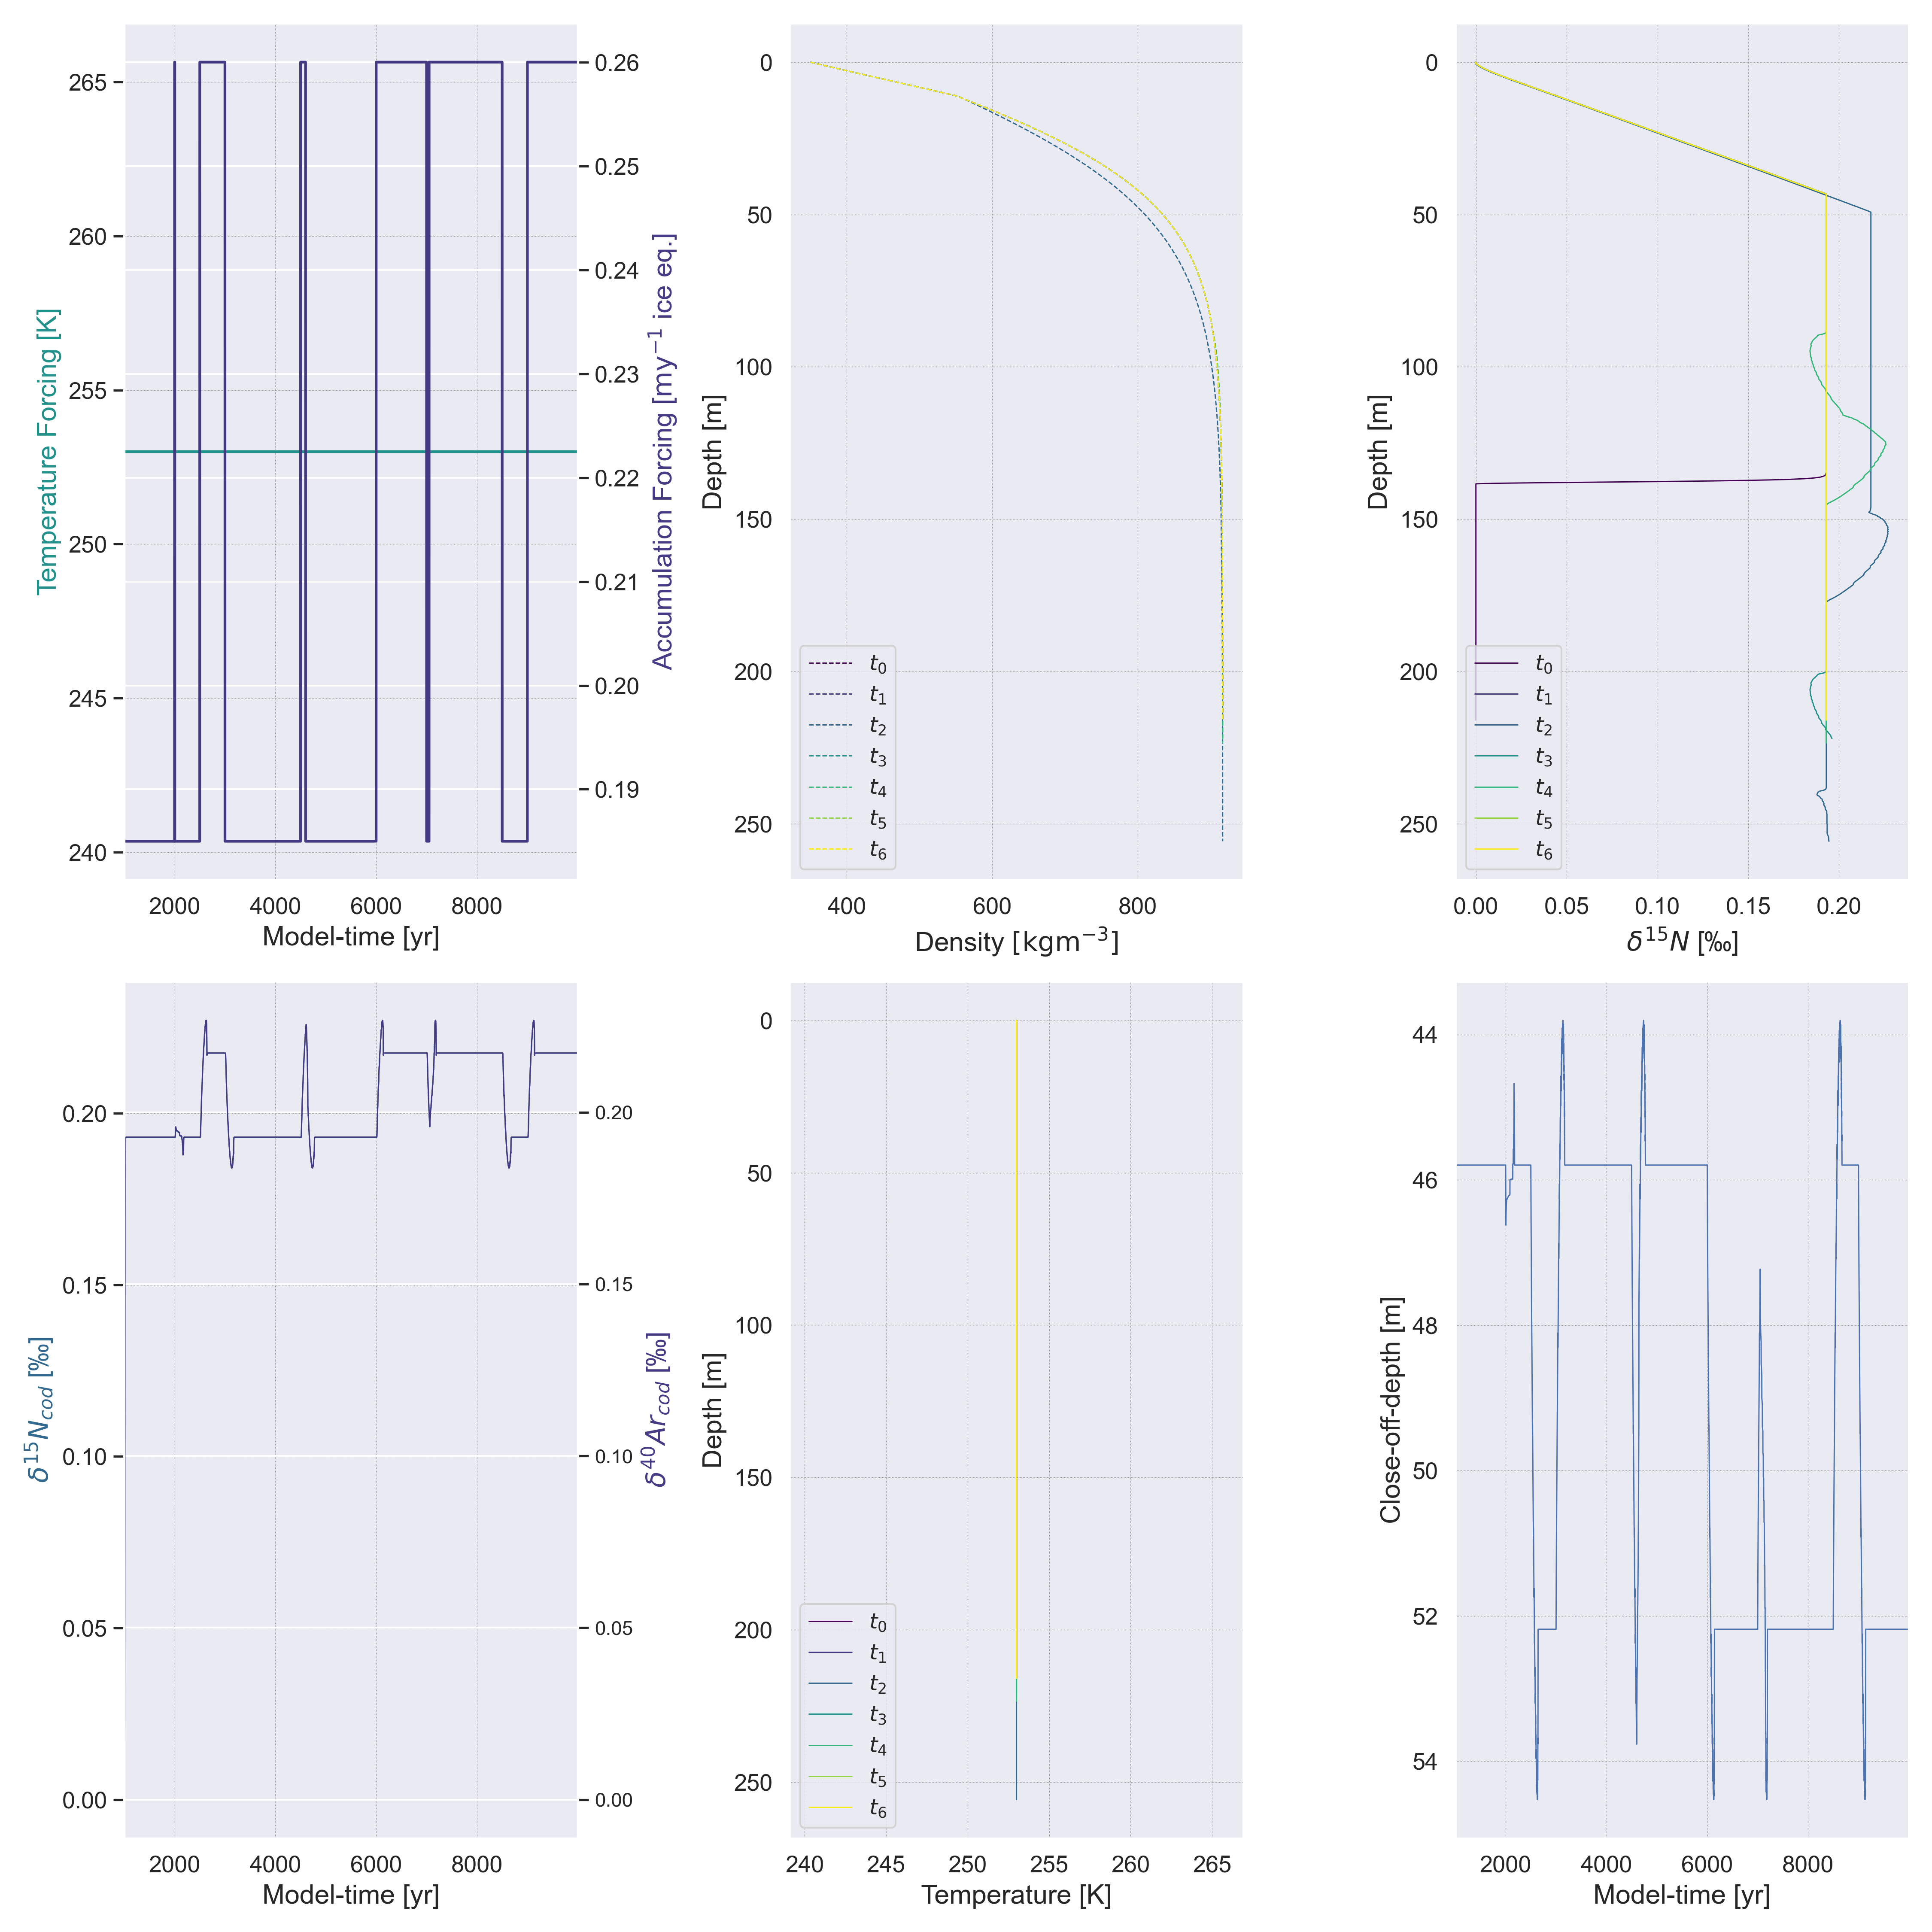 265
260
255
250
245
240
Temperature Forcing [K]
0.26
0.25
0.24
0.23
0.22
0.21
0.20
0.19
Accumulation Forcing [my⁻¹ ice eq.]
2000 4000 6000 8000
Model-time [yr]
0
50
100
150
200
250
Depth [m]
t₀
t₁
t₂
t₃
t₄
t₅
t₆
400 600 800
Density [kgm⁻³]
0
50
100
150
200
250
Depth [m]
t₀
t₁
t₂
t₃
t₄
t₅
t₆
0.00 0.05 0.10 0.15 0.20
δ¹⁵N [‰]
0.20
0.15
0.10
0.05
0.00
δ¹⁵N_cod [‰]
0.20
0.15
0.10
0.05
0.00
δ⁴⁰Ar_cod [‰]
2000 4000 6000 8000
Model-time [yr]
0
50
100
150
200
250
Depth [m]
t₀
t₁
t₂
t₃
t₄
t₅
t₆
240 245 250 255 260 265
Temperature [K]
44
46
48
50
52
54
Close-off-depth [m]
2000 4000 6000 8000
Model-time [yr]